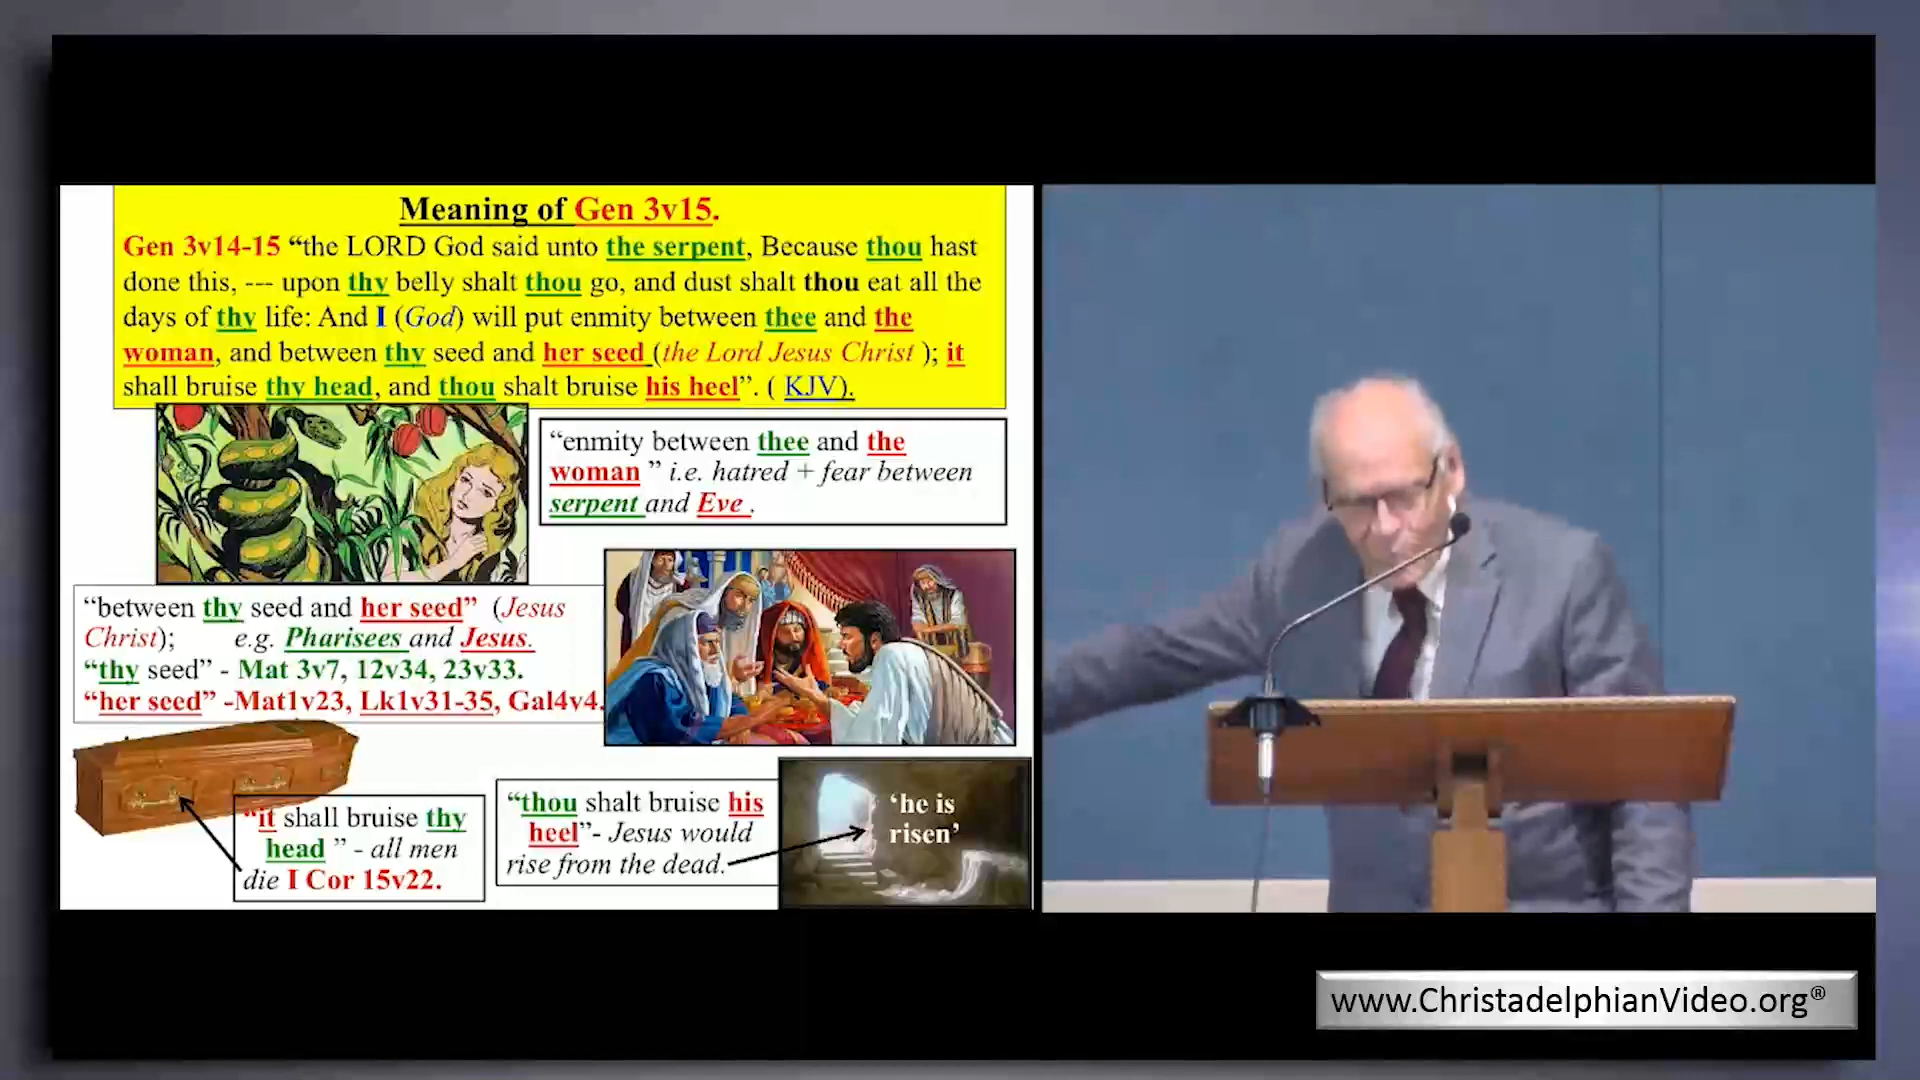 Meaning of Gen 3v15.
Gen 3v14-15 “the LORD God said unto the serpent, Because thou hast
done this, --- upon thy belly shalt thou go, and dust shalt thou eat all the
days of thy life: And I (God) will put enmity between thee and the
woman, and between thy seed and her seed (the Lord Jesus Christ ); it
shall bruise thy head, and thou shalt bruise his heel”. ( KJV).
“enmity between thee and the
woman ” i.e. hatred + fear between
serpent and Eve .
“between thy seed and her seed” (Jesus
Christ); e.g. Pharisees and Jesus.
“thy seed” - Mat 3v7, 12v34, 23v33.
“her seed” -Mat1v23, Lk1v31-35, Gal4v4.
“it shall bruise thy
head ” - all men
die I Cor 15v22.
“thou shalt bruise his
heel”- Jesus would
rise from the dead.
‘he is
risen’
www.ChristadelphianVideo.org®